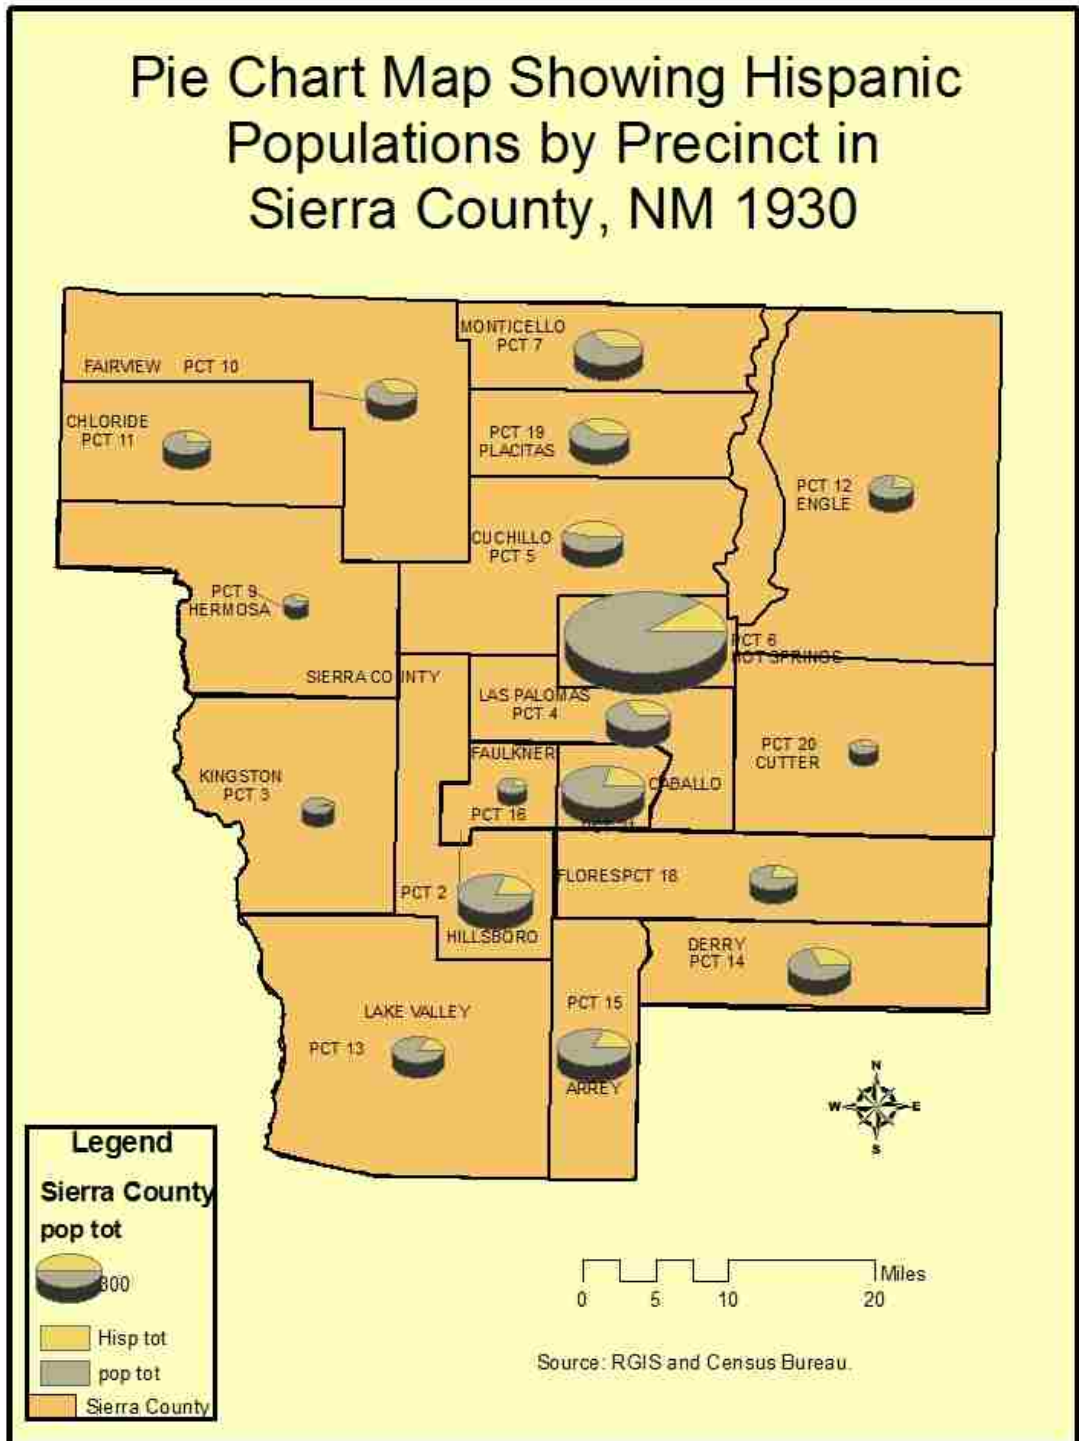 Pie Chart Map Showing Hispanic
Populations by Precinct in
Sierra County, NM 1930
MONTICELLO
PCT 7
FAIRVIEW PCT 10
CHLORIDE
PCT 11
PCT 19
PLACITAS
PCT 12
ENGLE
CUCHILLO
PCT 5
PCT 9
HERMOSA
PCT 6
HOT SPRINGS
SIERRA COUNTY
LAS PALOMAS
PCT 4
FAULKNER
PCT 20
CUTTER
KINGSTON
PCT 3
CABALLO
PCT 16
PCT 2
FLORESPCT 18
HILLSBORO
DERRY
PCT 14
PCT 15
LAKE VALLEY
PCT 13
ARREY
N
W E
S
Legend
Sierra County
pop tot
300
Hisp tot
pop tot
Sierra County
Miles
0 5 10 20
Source: RGIS and Census Bureau.